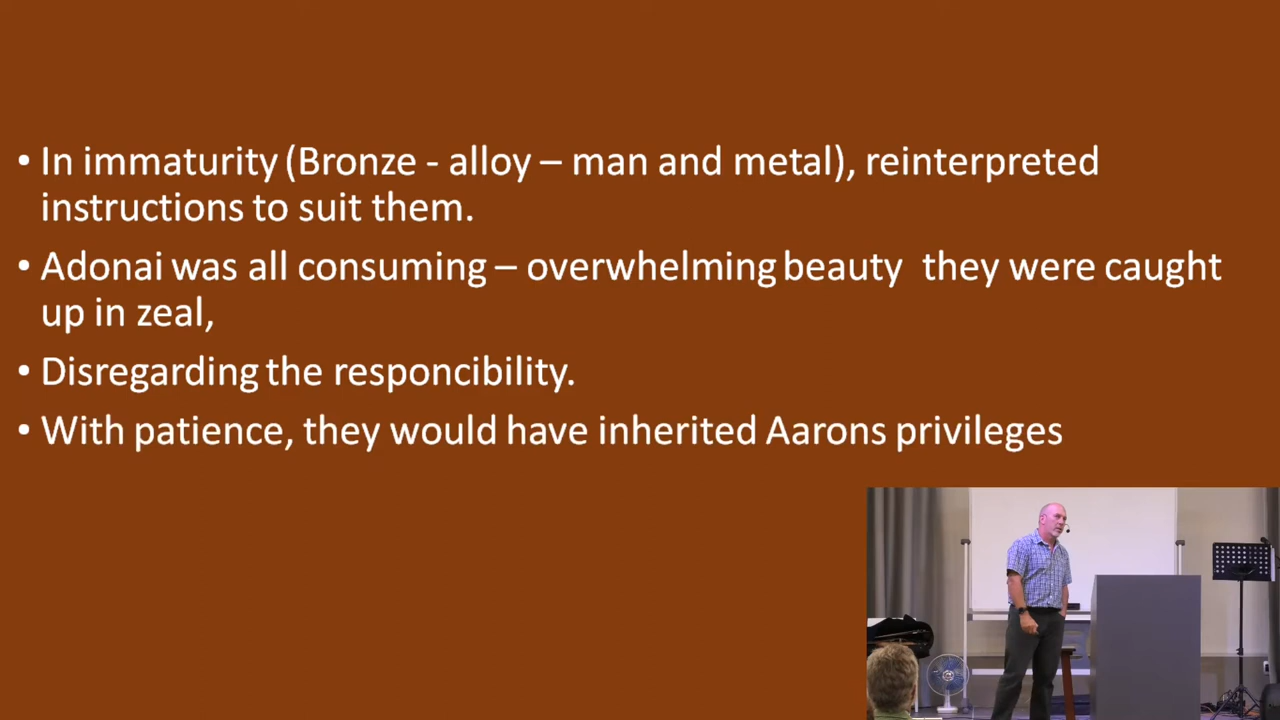 • In immaturity (Bronze - alloy – man and metal), reinterpreted
instructions to suit them.
• Adonai was all consuming – overwhelming beauty  they were caught
up in zeal,
• Disregarding the responcibility.
• With patience, they would have inherited Aarons privileges